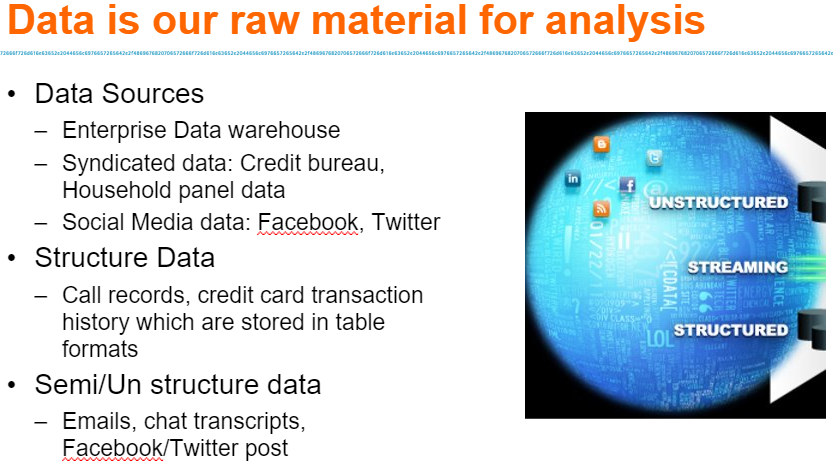 Data is our raw material for analysis
• Data Sources
– Enterprise Data warehouse
– Syndicated data: Credit bureau,
Household panel data
– Social Media data: Facebook, Twitter
• Structure Data
– Call records, credit card transaction
history which are stored in table
formats
• Semi/Un structure data
– Emails, chat transcripts,
Facebook/Twitter post
in
f
UNSTRUCTURED
STREAMING
STRUCTURED
LOL